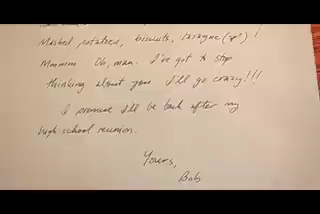 Mashed potatoes, biscuits, lasagne (sp?)!
Mmmm Oh, man. I've got to stop
thinking about you I'll go crazy!!!
I promise I'll be back after my
high school reunion.
Yours,
Bob